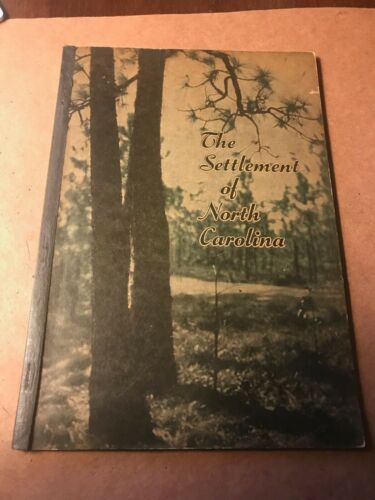 The
Settlement
of
North
Carolina